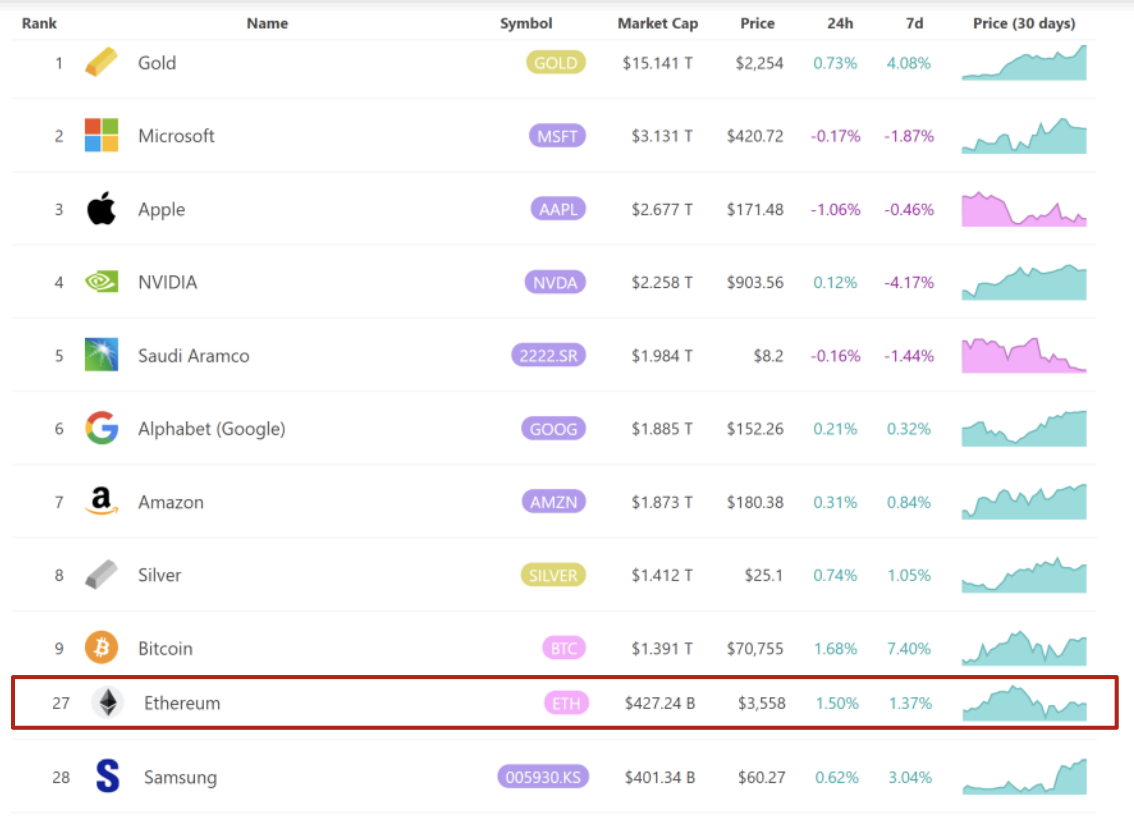 Rank Name Symbol Market Cap Price 24h 7d Price (30 days)
1 Gold GOLD $15.141 T $2,254 0.73% 4.08%
2 Microsoft MSFT $3.131 T $420.72 -0.17% -1.87%
3 Apple AAPL $2.677 T $171.48 -1.06% -0.46%
4 NVIDIA NVDA $2.258 T $903.56 0.12% -4.17%
5 Saudi Aramco 2222.SR $1.984 T $8.2 -0.16% -1.44%
6 Alphabet (Google) GOOG $1.885 T $152.26 0.21% 0.32%
7 Amazon AMZN $1.873 T $180.38 0.31% 0.84%
8 Silver SILVER $1.412 T $25.1 0.74% 1.05%
9 Bitcoin BTC $1.391 T $70,755 1.68% 7.40%
27 Ethereum ETH $427.24 B $3,558 1.50% 1.37%
28 Samsung 005930.KS $401.34 B $60.27 0.62% 3.04%